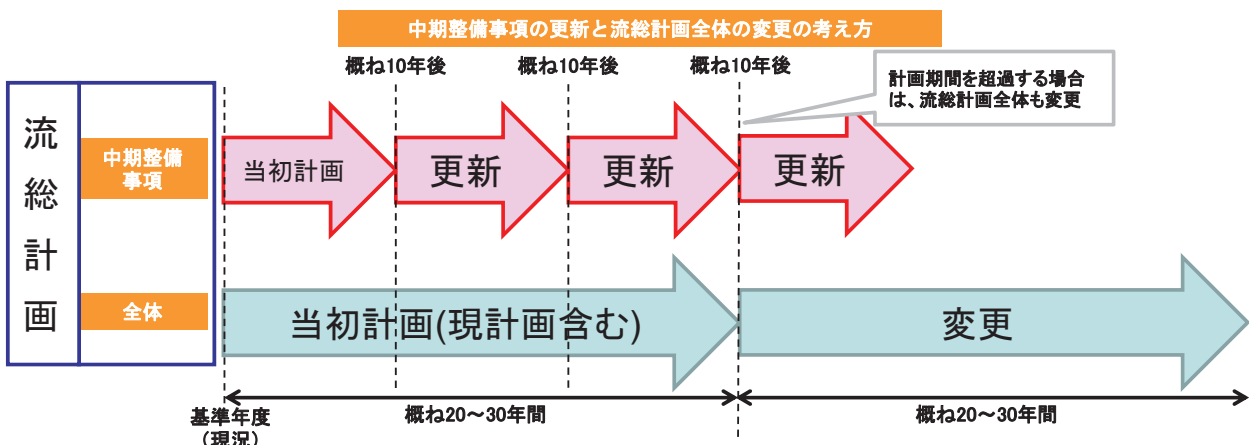 中期整備事項の更新と流総計画全体の変更の考え方
概ね10年後
概ね10年後
概ね10年後
計画期間を超過する場合
は、流総計画全体も変更
流総計画
中期整備
事項
当初計画
更新
更新
更新
全体
当初計画(現計画含む)
変更
基準年度
(現況)
概ね20～30年間
概ね20～30年間